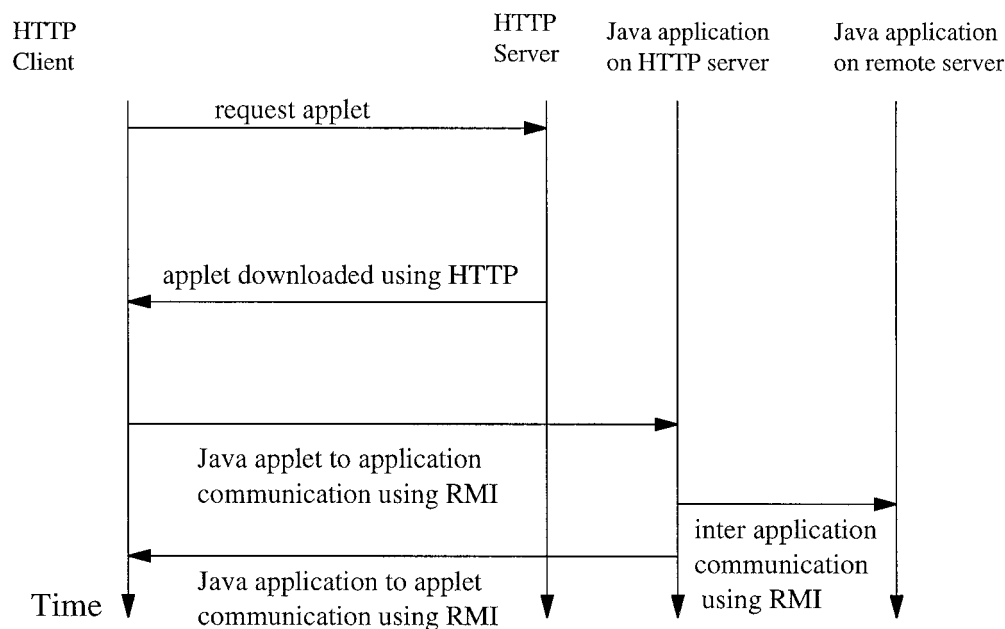 HTTP
Client
HTTP
Server
Java application
on HTTP server
Java application
on remote server
request applet
applet downloaded using HTTP
Java applet to application
communication using RMI
inter application
communication
using RMI
Java application to applet
communication using RMI
Time